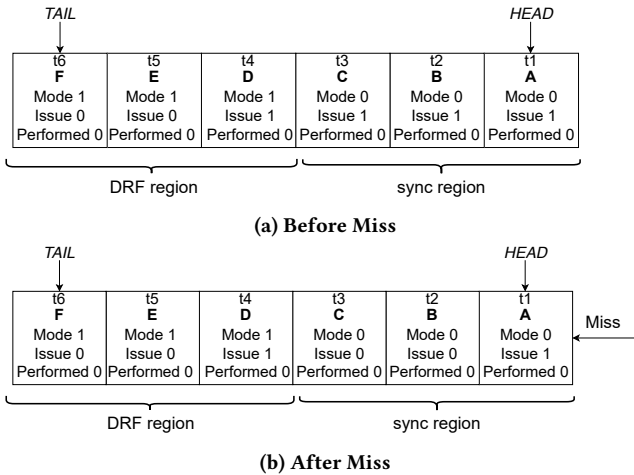 TAIL HEAD
t6 t5 t4 t3 t2 t1
F E D C B A
Mode 1 Mode 1 Mode 1 Mode 0 Mode 0 Mode 0
Issue 0 Issue 0 Issue 1 Issue 1 Issue 1 Issue 1
Performed 0 Performed 0 Performed 0 Performed 0 Performed 0 Performed 0
DRF region sync region
(a) Before Miss
TAIL HEAD
t6 t5 t4 t3 t2 t1
F E D C B A
Mode 1 Mode 1 Mode 1 Mode 0 Mode 0 Mode 0 Miss
Issue 0 Issue 0 Issue 1 Issue 0 Issue 0 Issue 1
Performed 0 Performed 0 Performed 0 Performed 0 Performed 0 Performed 0
DRF region sync region
(b) After Miss